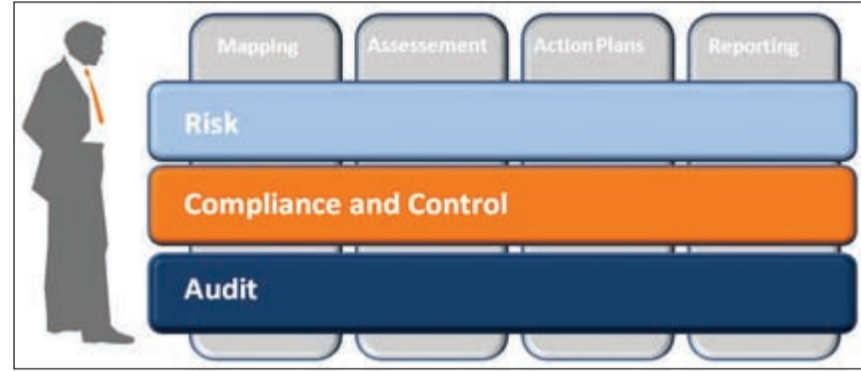 Mapping
Assessement
Action Plans
Reporting
Risk
Compliance and Control
Audit